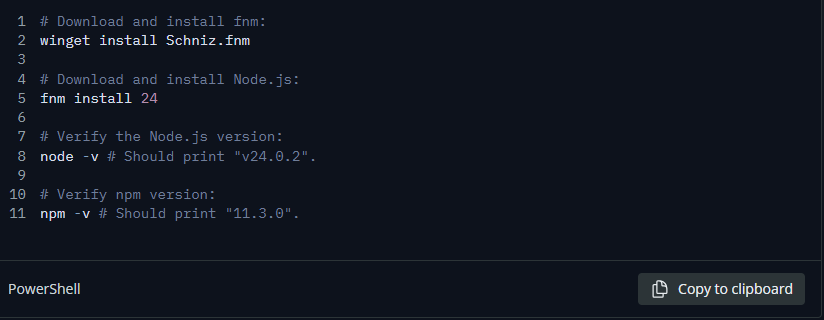 1 # Download and install fnm:
2 winget install Schniz.fnm
3
4 # Download and install Node.js:
5 fnm install 24
6
7 # Verify the Node.js version:
8 node -v # Should print "v24.0.2".
9
10 # Verify npm version:
11 npm -v # Should print "11.3.0".
PowerShell
Copy to clipboard